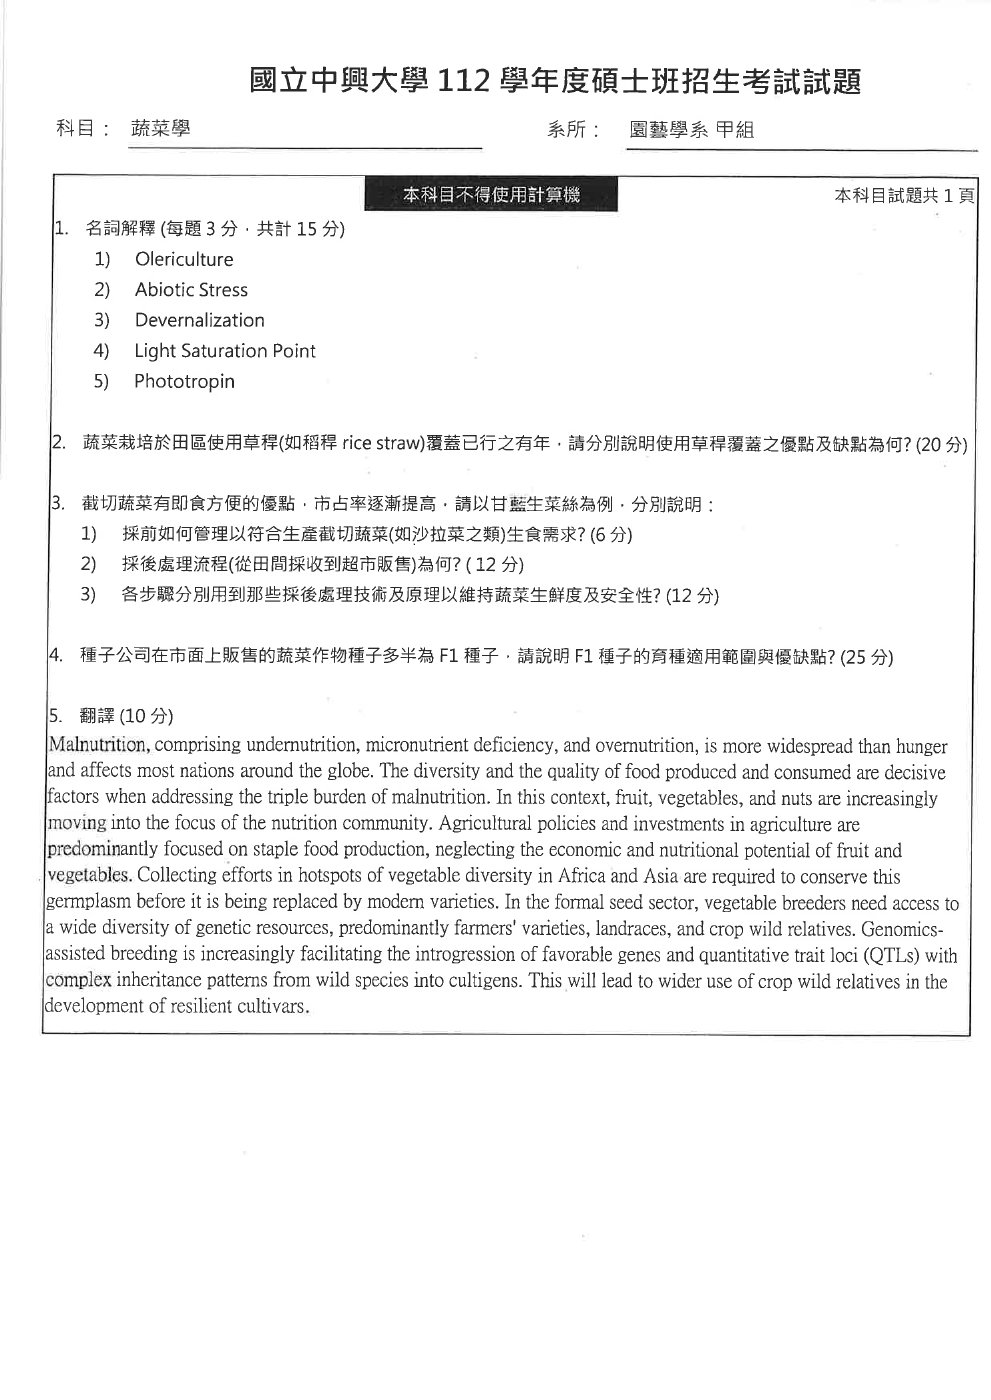 國立中興大學 112 學年度碩士班招生考試試題
科目： 蔬菜學 系所： 園藝學系 甲組
本科目不得使用計算機 本科目試題共 1 頁
1. 名詞解釋 (每題 3 分，共計 15 分)
1) Olericulture
2) Abiotic Stress
3) Devernalization
4) Light Saturation Point
5) Phototropin
2. 蔬菜栽培於田區使用草稈(如稻稈 rice straw)覆蓋已行之有年，請分別說明使用草稈覆蓋之優點及缺點為何? (20 分)
3. 截切蔬菜有即食方便的優點，市占率逐漸提高，請以甘藍生菜絲為例，分別說明：
1) 採前如何管理以符合生產截切蔬菜(如沙拉菜之類)生食需求? (6 分)
2) 採後處理流程(從田間採收到超市販售)為何? ( 12 分)
3) 各步驟分別用到那些採後處理技術及原理以維持蔬菜生鮮度及安全性? (12 分)
4. 種子公司在市面上販售的蔬菜作物種子多半為 F1 種子，請說明 F1 種子的育種適用範圍與優缺點? (25 分)
5. 翻譯 (10 分)
Malnutrition, comprising undernutrition, micronutrient deficiency, and overnutrition, is more widespread than hunger
and affects most nations around the globe. The diversity and the quality of food produced and consumed are decisive
factors when addressing the triple burden of malnutrition. In this context, fruit, vegetables, and nuts are increasingly
moving into the focus of the nutrition community. Agricultural policies and investments in agriculture are
predominantly focused on staple food production, neglecting the economic and nutritional potential of fruit and
vegetables. Collecting efforts in hotspots of vegetable diversity in Africa and Asia are required to conserve this
germplasm before it is being replaced by modern varieties. In the formal seed sector, vegetable breeders need access to
a wide diversity of genetic resources, predominantly farmers' varieties, landraces, and crop wild relatives. Genomics-
assisted breeding is increasingly facilitating the introgression of favorable genes and quantitative trait loci (QTLs) with
complex inheritance patterns from wild species into cultigens. This will lead to wider use of crop wild relatives in the
development of resilient cultivars.